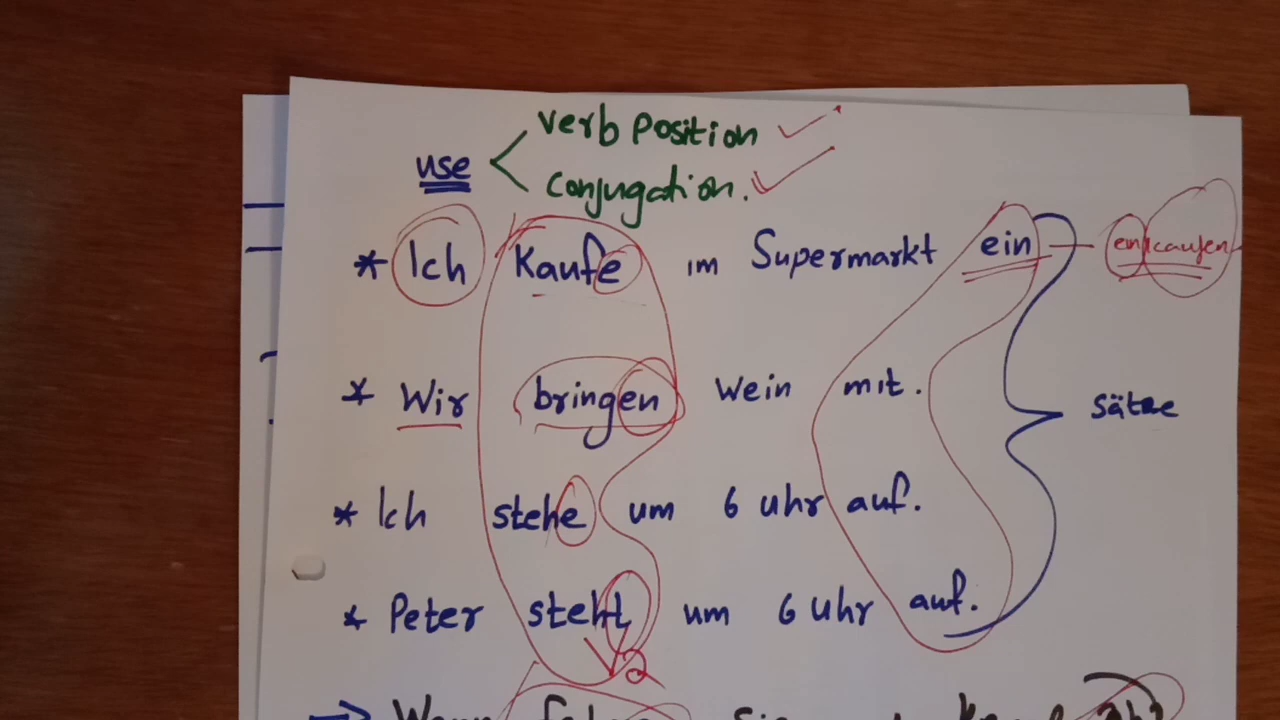 verb position
use
Conjugation.
* Ich Kaufe im Supermarkt ein einkaufen
* Wir bringen Wein mit.
Sätze
* Ich stehe um 6 Uhr auf.
* Peter steht um 6 Uhr auf.
V2